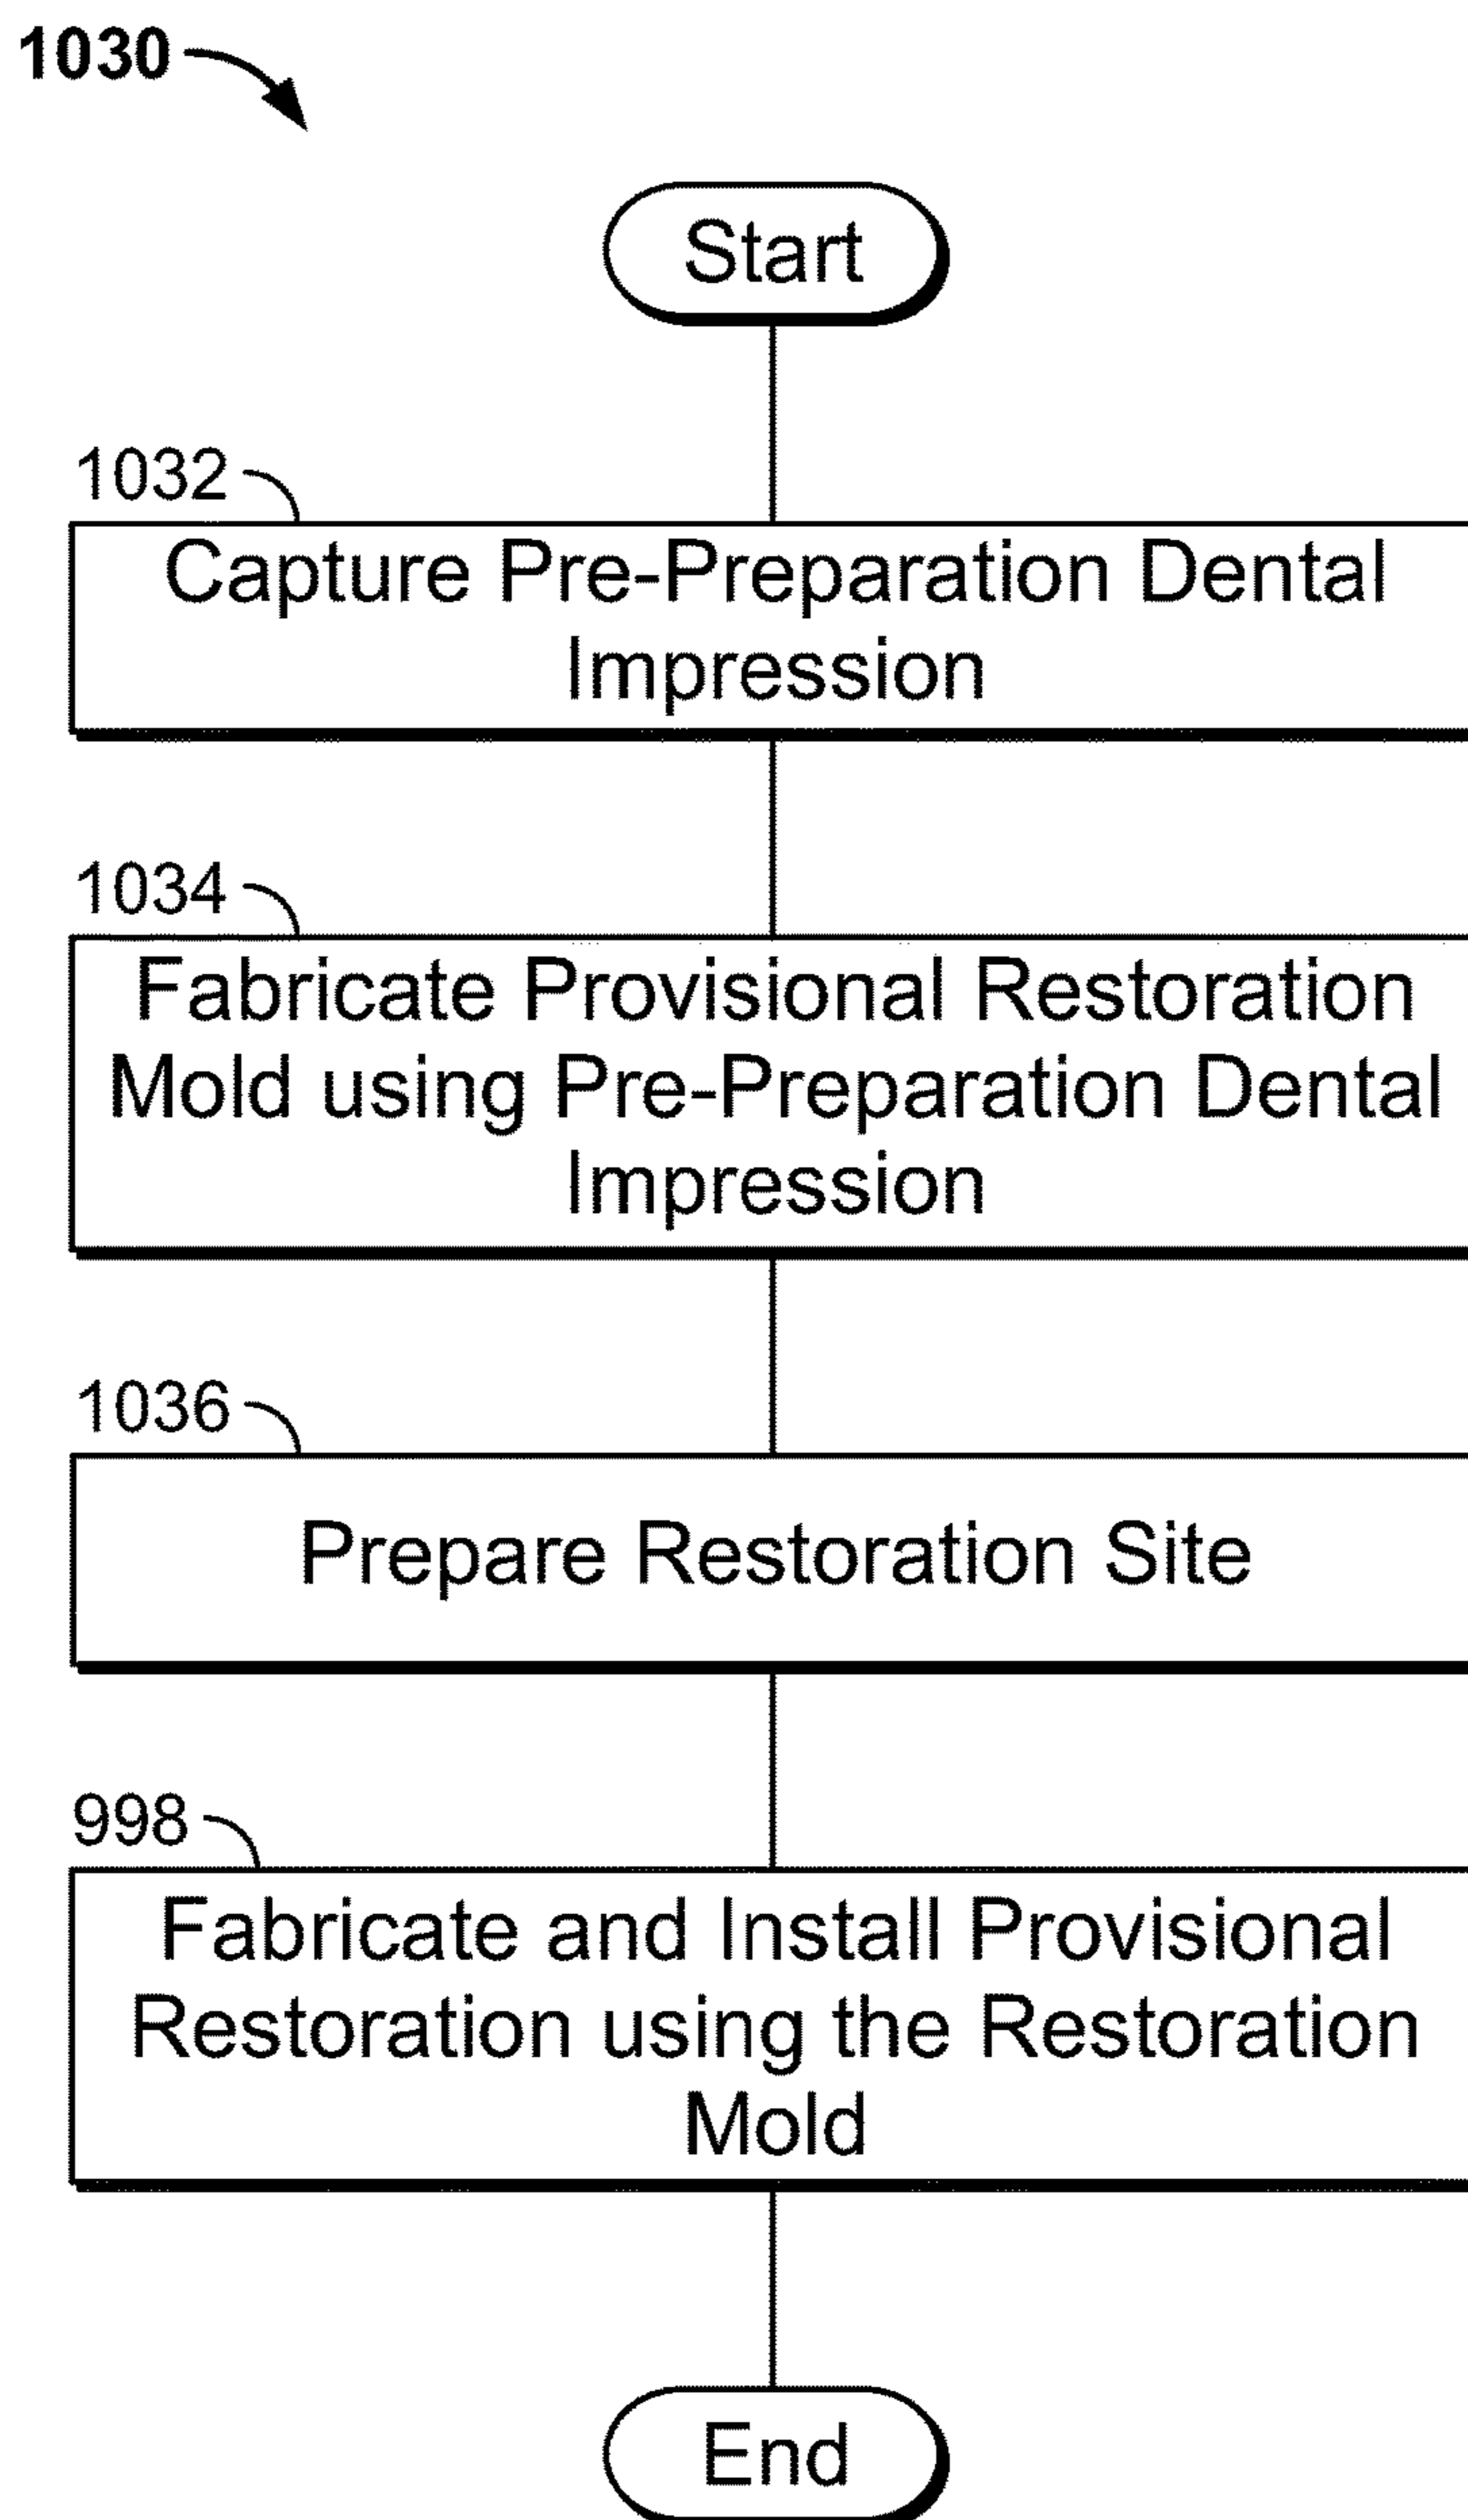 1030
Start
1032
Capture Pre-Preparation Dental
Impression
1034
Fabricate Provisional Restoration
Mold using Pre-Preparation Dental
Impression
1036
Prepare Restoration Site
998
Fabricate and Install Provisional
Restoration using the Restoration
Mold
End